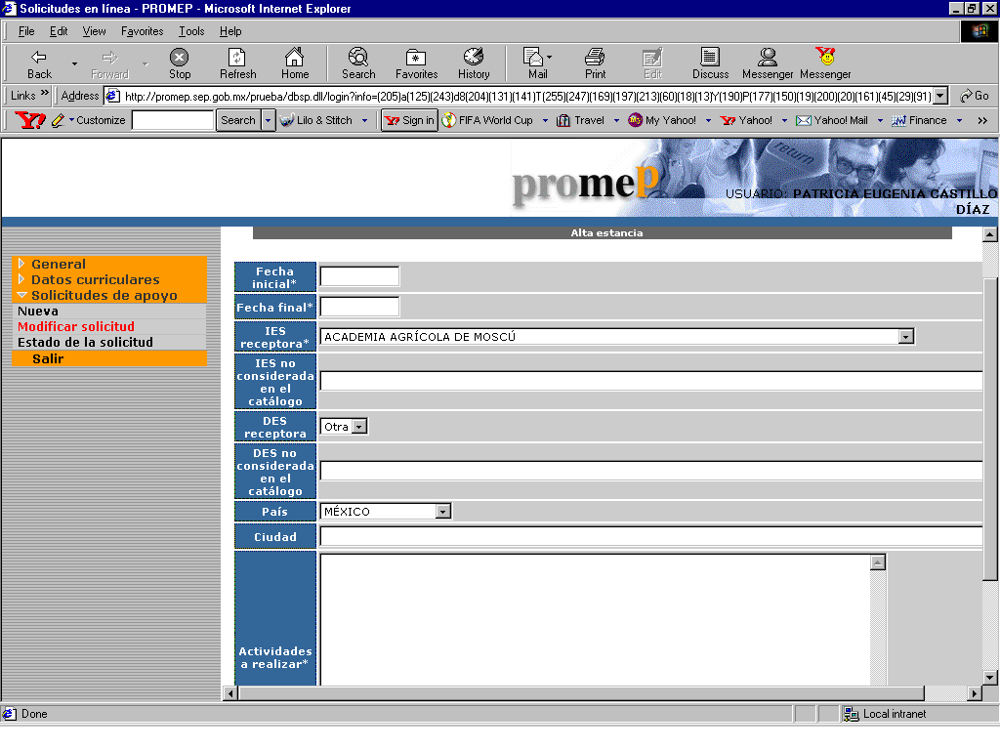 Solicitudes en línea - PROMEP - Microsoft Internet Explorer
File Edit View Favorites Tools Help
Back Forward Stop Refresh Home Search Favorites History Mail Print Edit Discuss Messenger Messenger
Links » Address http://promep.sep.gob.mx/prueba/dbsp.dll/login?info=(205)a(125)(243)d8(204)(131)(141)T(255)(247)(169)(197)(213)(60)(18)(13)Y(190)P(177)(150)(19)(200)(20)(161)(45)(29)(91) Go
Y! Customize Search Lilo & Stitch Y! Sign in FIFA World Cup Travel My Yahoo! Y! Yahoo! Yahoo! Mail Finance »
return
promep
USUARIO: PATRICIA EUGENIA CASTILLO
DÍAZ
Alta estancia
General
Datos curriculares
Solicitudes de apoyo
Nueva
Modificar solicitud
Estado de la solicitud
Salir
Fecha
inicial*
Fecha final*
IES
receptora*
ACADEMIA AGRÍCOLA DE MOSCÚ
IES no
considerada
en el
catálogo
DES
receptora
Otra
DES no
considerada
en el
catálogo
País
MÉXICO
Ciudad
Actividades
a realizar*
Done
Local intranet